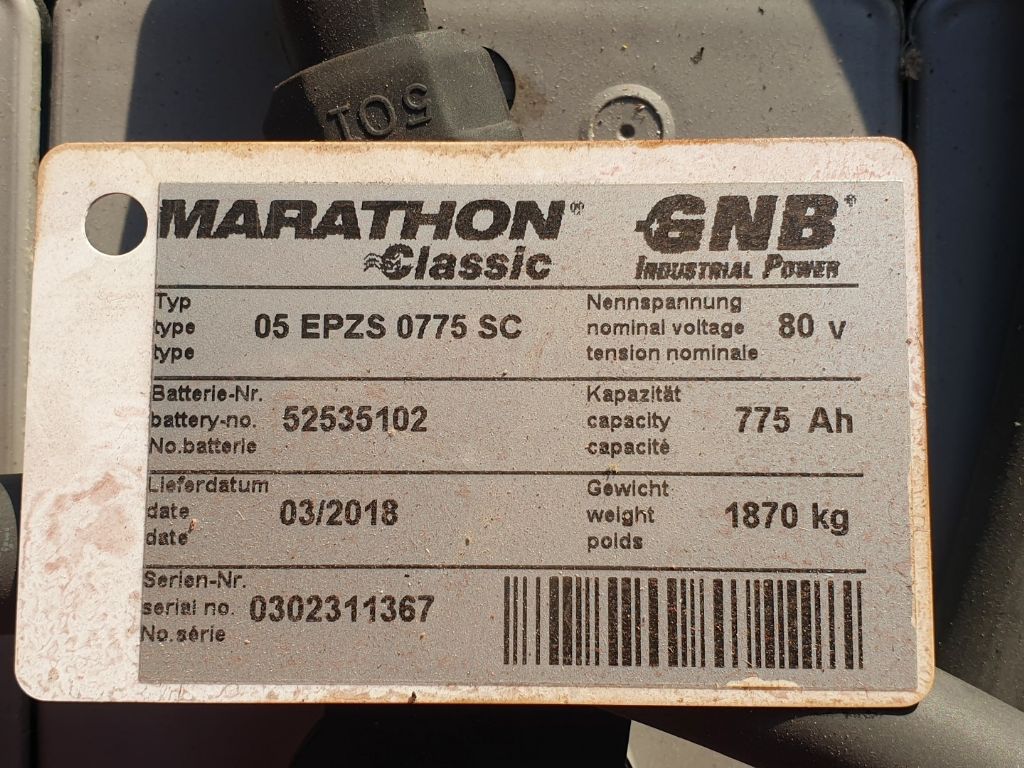 501
MARATHON®
Classic
GNB®
INDUSTRIAL POWER
Typ
type 05 EPZS 0775 SC
type
Nennspannung
nominal voltage 80 V
tension nominale
Batterie-Nr.
battery-no. 52535102
No.batterie
Kapazität
capacity 775 Ah
capacité
Lieferdatum
date 03/2018
date
Gewicht
weight 1870 kg
poids
Serien-Nr.
serial no. 0302311367
No.série